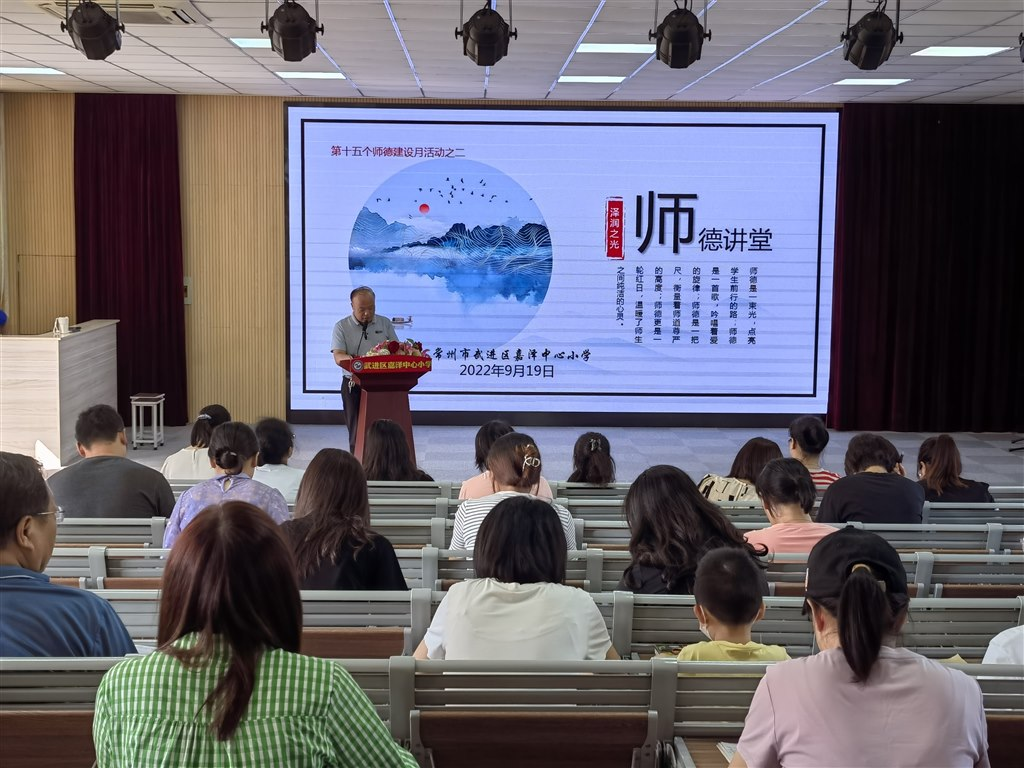 第十五个师德建设月活动之二
泽润之光
师德讲堂
师德是一束光，点亮
学生前行的路；师德
是一首歌，吟唱着爱
的旋律；师德是一把
尺，衡量着师道尊严
的高度；师德更是一
轮红日，温暖了师生
之间纯洁的心灵。
常州市武进区嘉泽中心小学
2022年9月19日
武进区嘉泽中心小学